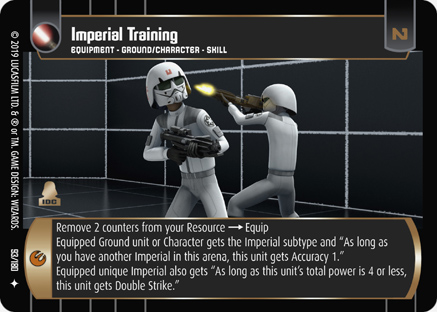 Imperial Training
EQUIPMENT - GROUND/CHARACTER - SKILL
N
© 2019 LUCASFILM LTD. & ® or TM. GAME DESIGN: WIZARDS.
IDC
93/180
Remove 2 counters from your Resource → Equip
Equipped Ground unit or Character gets the Imperial subtype and “As long as
you have another Imperial in this arena, this unit gets Accuracy 1.”
Equipped unique Imperial also gets “As long as this unit’s total power is 4 or less,
this unit gets Double Strike.”